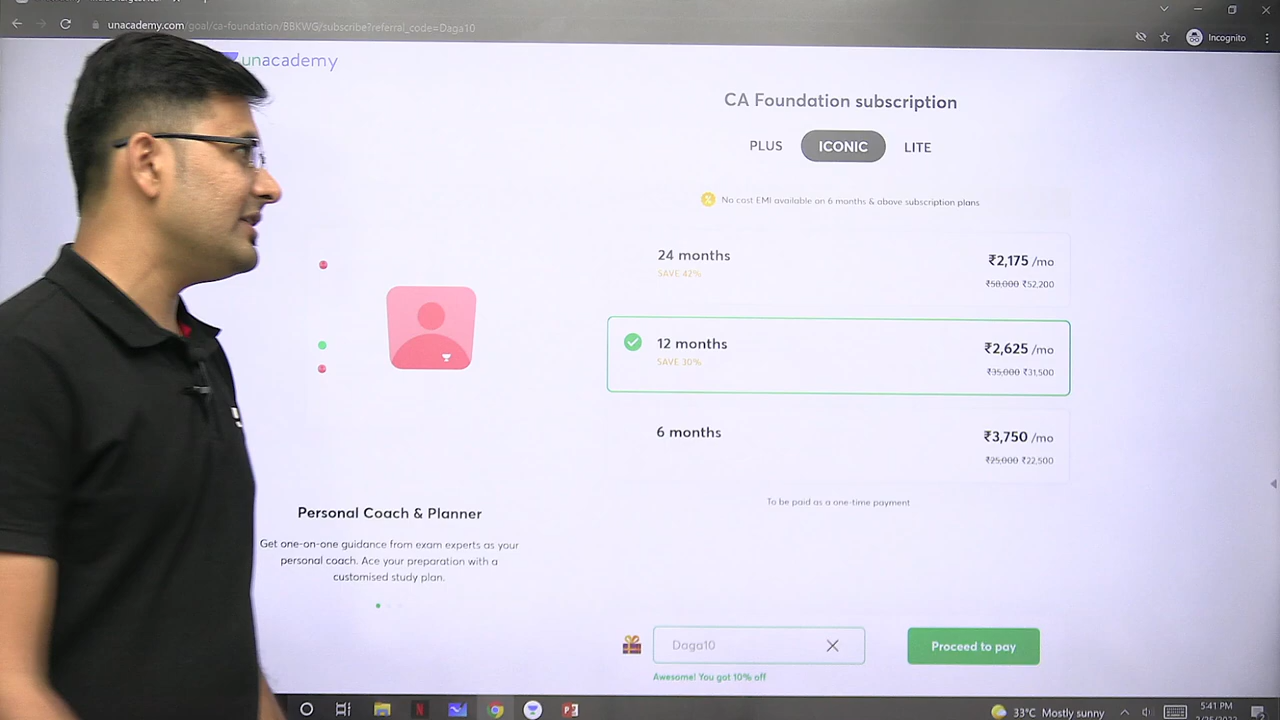 unacademy.com/goal/ca-foundation/BBKWG/subscribe?referral_code=Daga10
Incognito
unacademy
CA Foundation subscription
PLUS ICONIC LITE
No cost EMI available on 6 months & above subscription plans
24 months ₹2,175 /mo
SAVE 42% ₹58,000 ₹52,200
12 months ₹2,625 /mo
SAVE 30% ₹35,000 ₹31,500
6 months ₹3,750 /mo
₹25,000 ₹22,500
To be paid as a one-time payment
Personal Coach & Planner
Get one-on-one guidance from exam experts as your
personal coach. Ace your preparation with a
customised study plan.
Daga10
Proceed to pay
Awesome! You got 10% off
33°C Mostly sunny
5:41 PM